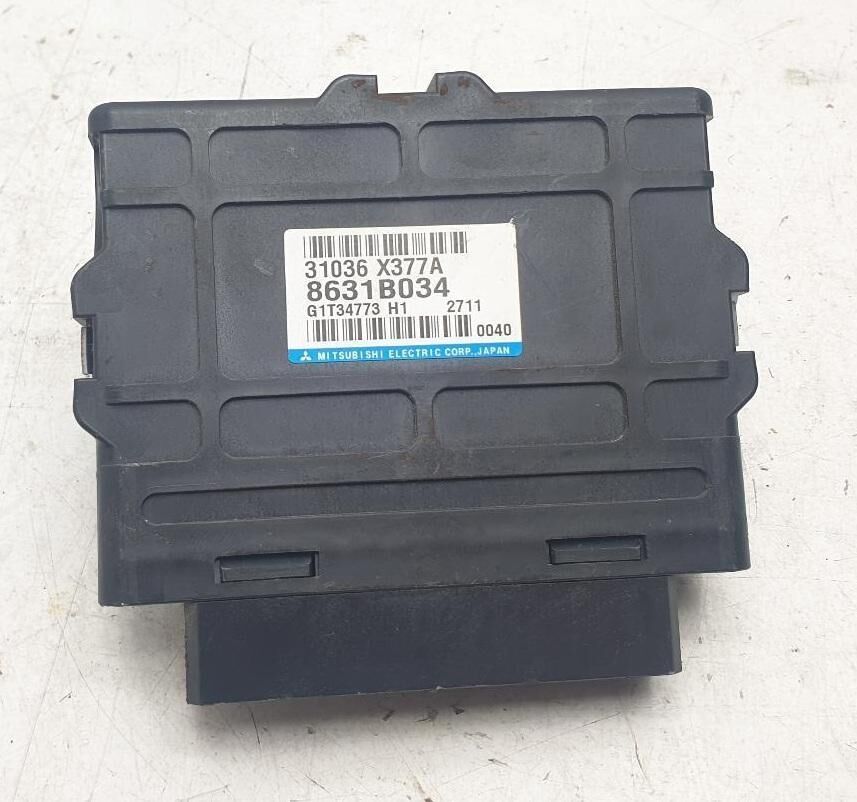 31036 X377A
8631B034
G1T34773 H1 2711
0040
MITSUBISHI ELECTRIC CORP.,JAPAN